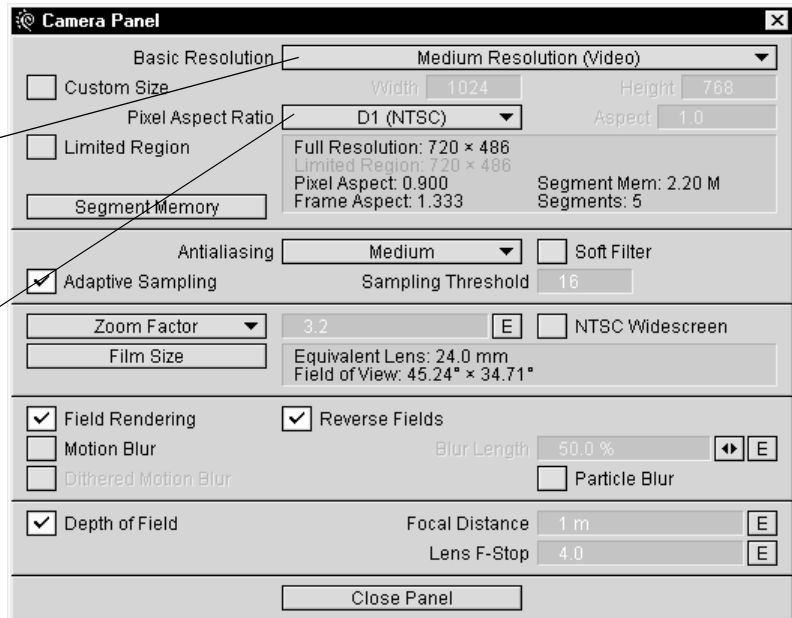 Camera Panel
Basic Resolution Medium Resolution (Video)
Custom Size Width 1024 Height 768
Pixel Aspect Ratio D1 (NTSC) Aspect 1.0
Limited Region
Full Resolution: 720 × 486
Limited Region: 720 × 486
Pixel Aspect: 0.900 Segment Mem: 2.20 M
Frame Aspect: 1.333 Segments: 5
Segment Memory
Antialiasing Medium Soft Filter
Adaptive Sampling Sampling Threshold 16
Zoom Factor 3.2 E NTSC Widescreen
Film Size
Equivalent Lens: 24.0 mm
Field of View: 45.24° × 34.71°
Field Rendering Reverse Fields
Motion Blur Blur Length 50.0 % E
Dithered Motion Blur Particle Blur
Depth of Field Focal Distance 1 m E
Lens F-Stop 4.0 E
Close Panel